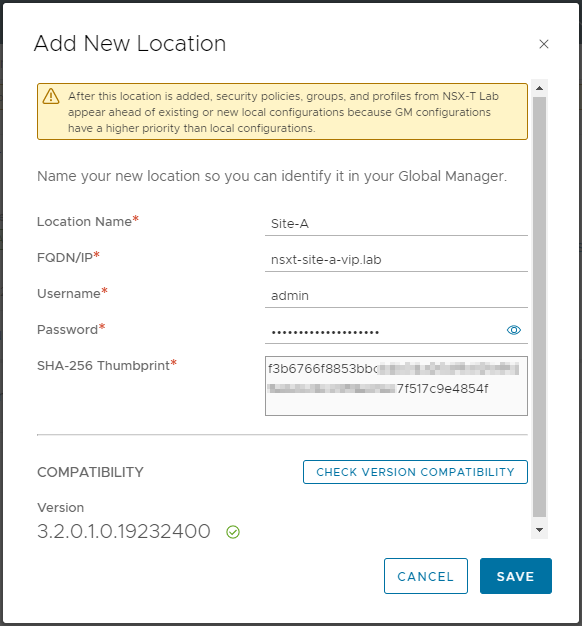 Add New Location
After this location is added, security policies, groups, and profiles from NSX-T Lab
appear ahead of existing or new local configurations because GM configurations
have a higher priority than local configurations.
Name your new location so you can identify it in your Global Manager.
Location Name* Site-A
FQDN/IP* nsxt-site-a-vip.lab
Username* admin
Password* ••••••••••••••••••••
SHA-256 Thumbprint* f3b6766f8853bbc
7f517c9e4854f
COMPATIBILITY CHECK VERSION COMPATIBILITY
Version
3.2.0.1.0.19232400
CANCEL SAVE